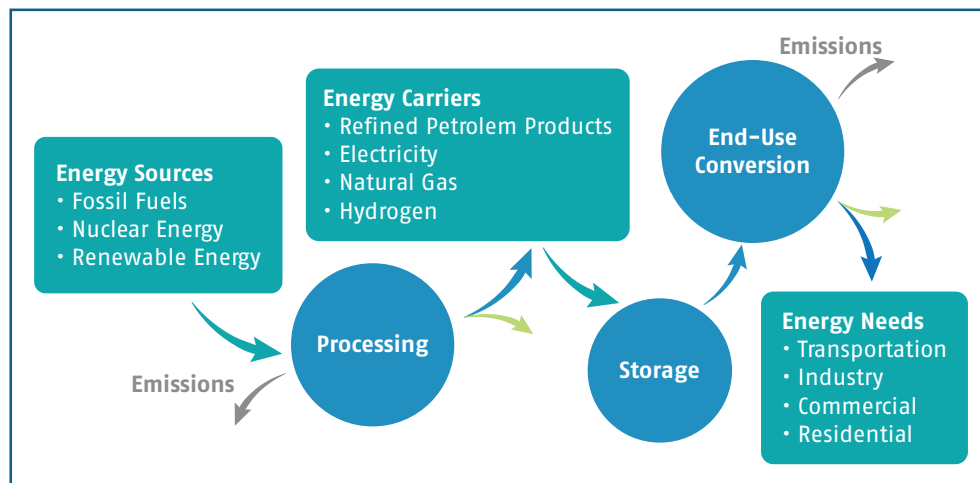 Energy Sources
• Fossil Fuels
• Nuclear Energy
• Renewable Energy
Emissions
Processing
Energy Carriers
• Refined Petrolem Products
• Electricity
• Natural Gas
• Hydrogen
Storage
End-Use
Conversion
Emissions
Energy Needs
• Transportation
• Industry
• Commercial
• Residential